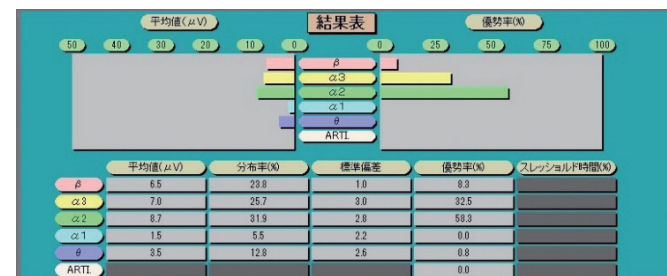 平均値(μV) 結果表 優勢率(%)
50 40 30 20 10 0 0 25 50 75 100
β
α3
α2
α1
θ
ARTI.
平均値(μV) 分布率(%) 標準偏差 優勢率(%) スレッショルド時間(%)
β 6.5 23.8 1.0 8.3
α3 7.0 25.7 3.0 32.5
α2 8.7 31.9 2.8 58.3
α1 1.5 5.5 2.2 0.0
θ 3.5 12.8 2.6 0.8
ARTI. 0.0